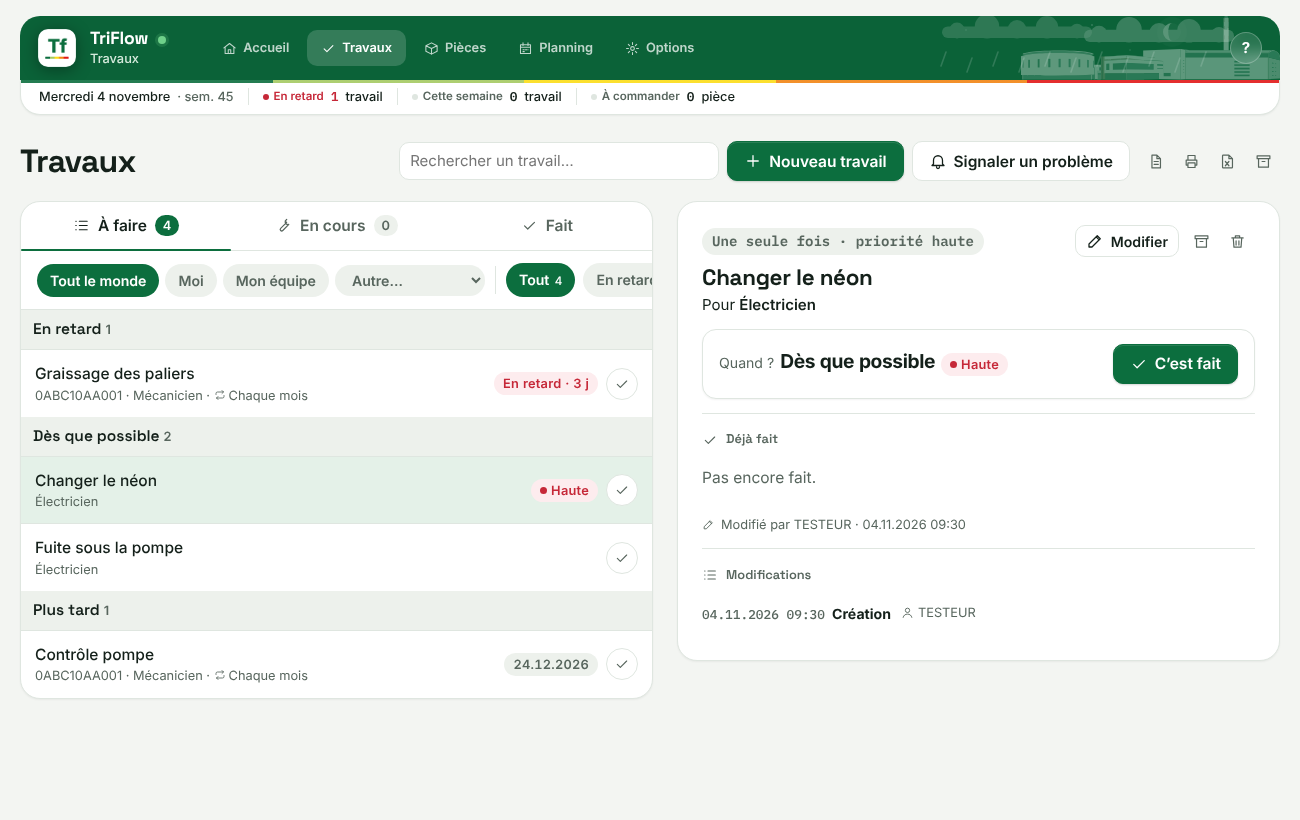 Tf
TriFlow
Travaux
Accueil
Travaux
Pièces
Planning
Options
?
Mercredi 4 novembre · sem. 45
En retard 1 travail
Cette semaine 0 travail
À commander 0 pièce
Travaux
Rechercher un travail...
Nouveau travail
Signaler un problème
À faire 4
En cours 0
Fait
Tout le monde
Moi
Mon équipe
Autre...
Tout 4
En retard
En retard 1
Graissage des paliers
0ABC10AA001 · Mécanicien · Chaque mois
En retard · 3 j
Dès que possible 2
Changer le néon
Électricien
Haute
Fuite sous la pompe
Électricien
Plus tard 1
Contrôle pompe
0ABC10AA001 · Mécanicien · Chaque mois
24.12.2026
Une seule fois · priorité haute
Modifier
Changer le néon
Pour Électricien
Quand ? Dès que possible Haute
C'est fait
Déjà fait
Pas encore fait.
Modifié par TESTEUR · 04.11.2026 09:30
Modifications
04.11.2026 09:30 Création TESTEUR